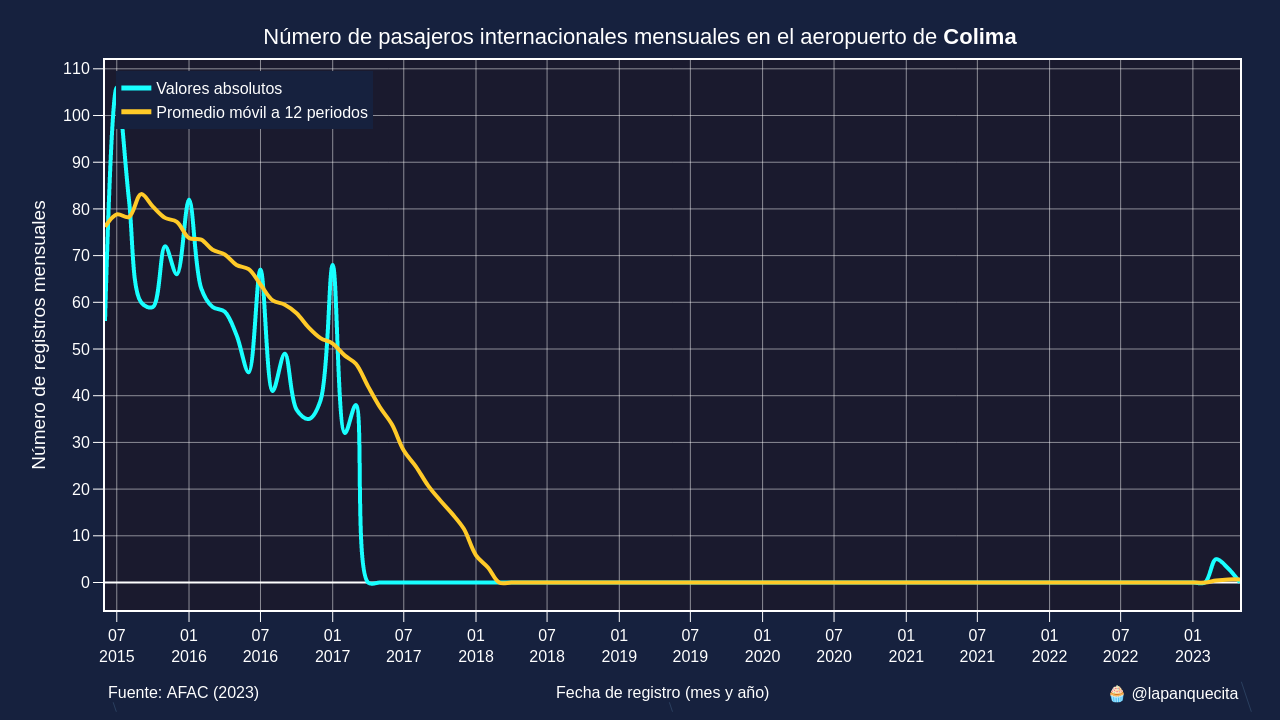 Número de pasajeros internacionales mensuales en el aeropuerto de Colima
Valores absolutos
Promedio móvil a 12 periodos
Número de registros mensuales
110
100
90
80
70
60
50
40
30
20
10
0
07 01 07 01 07 01 07 01 07 01 07 01 07 01 07 01
2015 2016 2016 2017 2017 2018 2018 2019 2019 2020 2020 2021 2021 2022 2022 2023
Fuente: AFAC (2023)
Fecha de registro (mes y año)
🧁 @lapanquecita